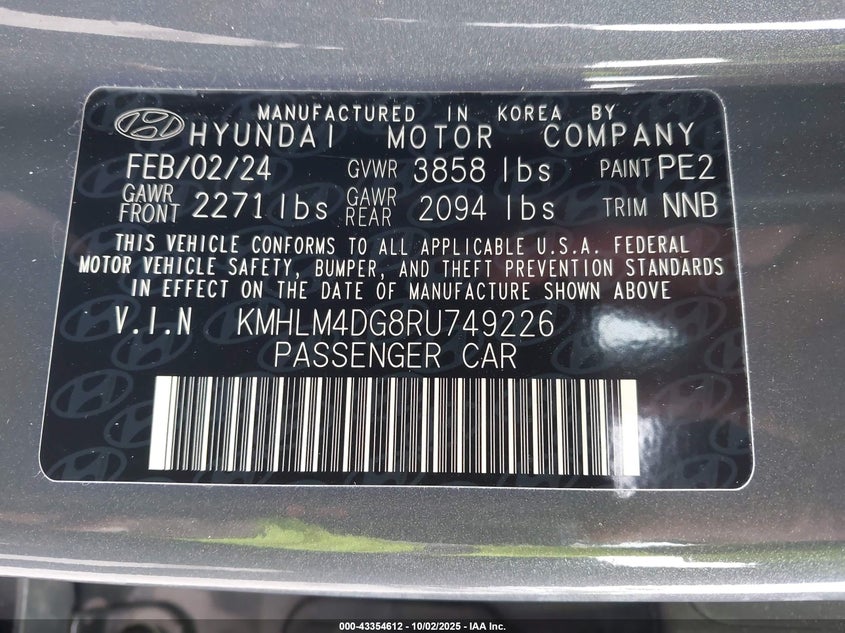 MANUFACTURED IN KOREA BY
HYUNDAI MOTOR COMPANY
FEB/02/24 GVWR 3858 lbs PAINT PE2
GAWR FRONT 2271 lbs GAWR REAR 2094 lbs TRIM NNB
THIS VEHICLE CONFORMS TO ALL APPLICABLE U.S.A. FEDERAL
MOTOR VEHICLE SAFETY, BUMPER, AND THEFT PREVENTION STANDARDS
IN EFFECT ON THE DATE OF MANUFACTURE SHOWN ABOVE
V.I.N KMHLM4DG8RU749226
PASSENGER CAR
000-43354612 - 10/02/2025 - IAA Inc.